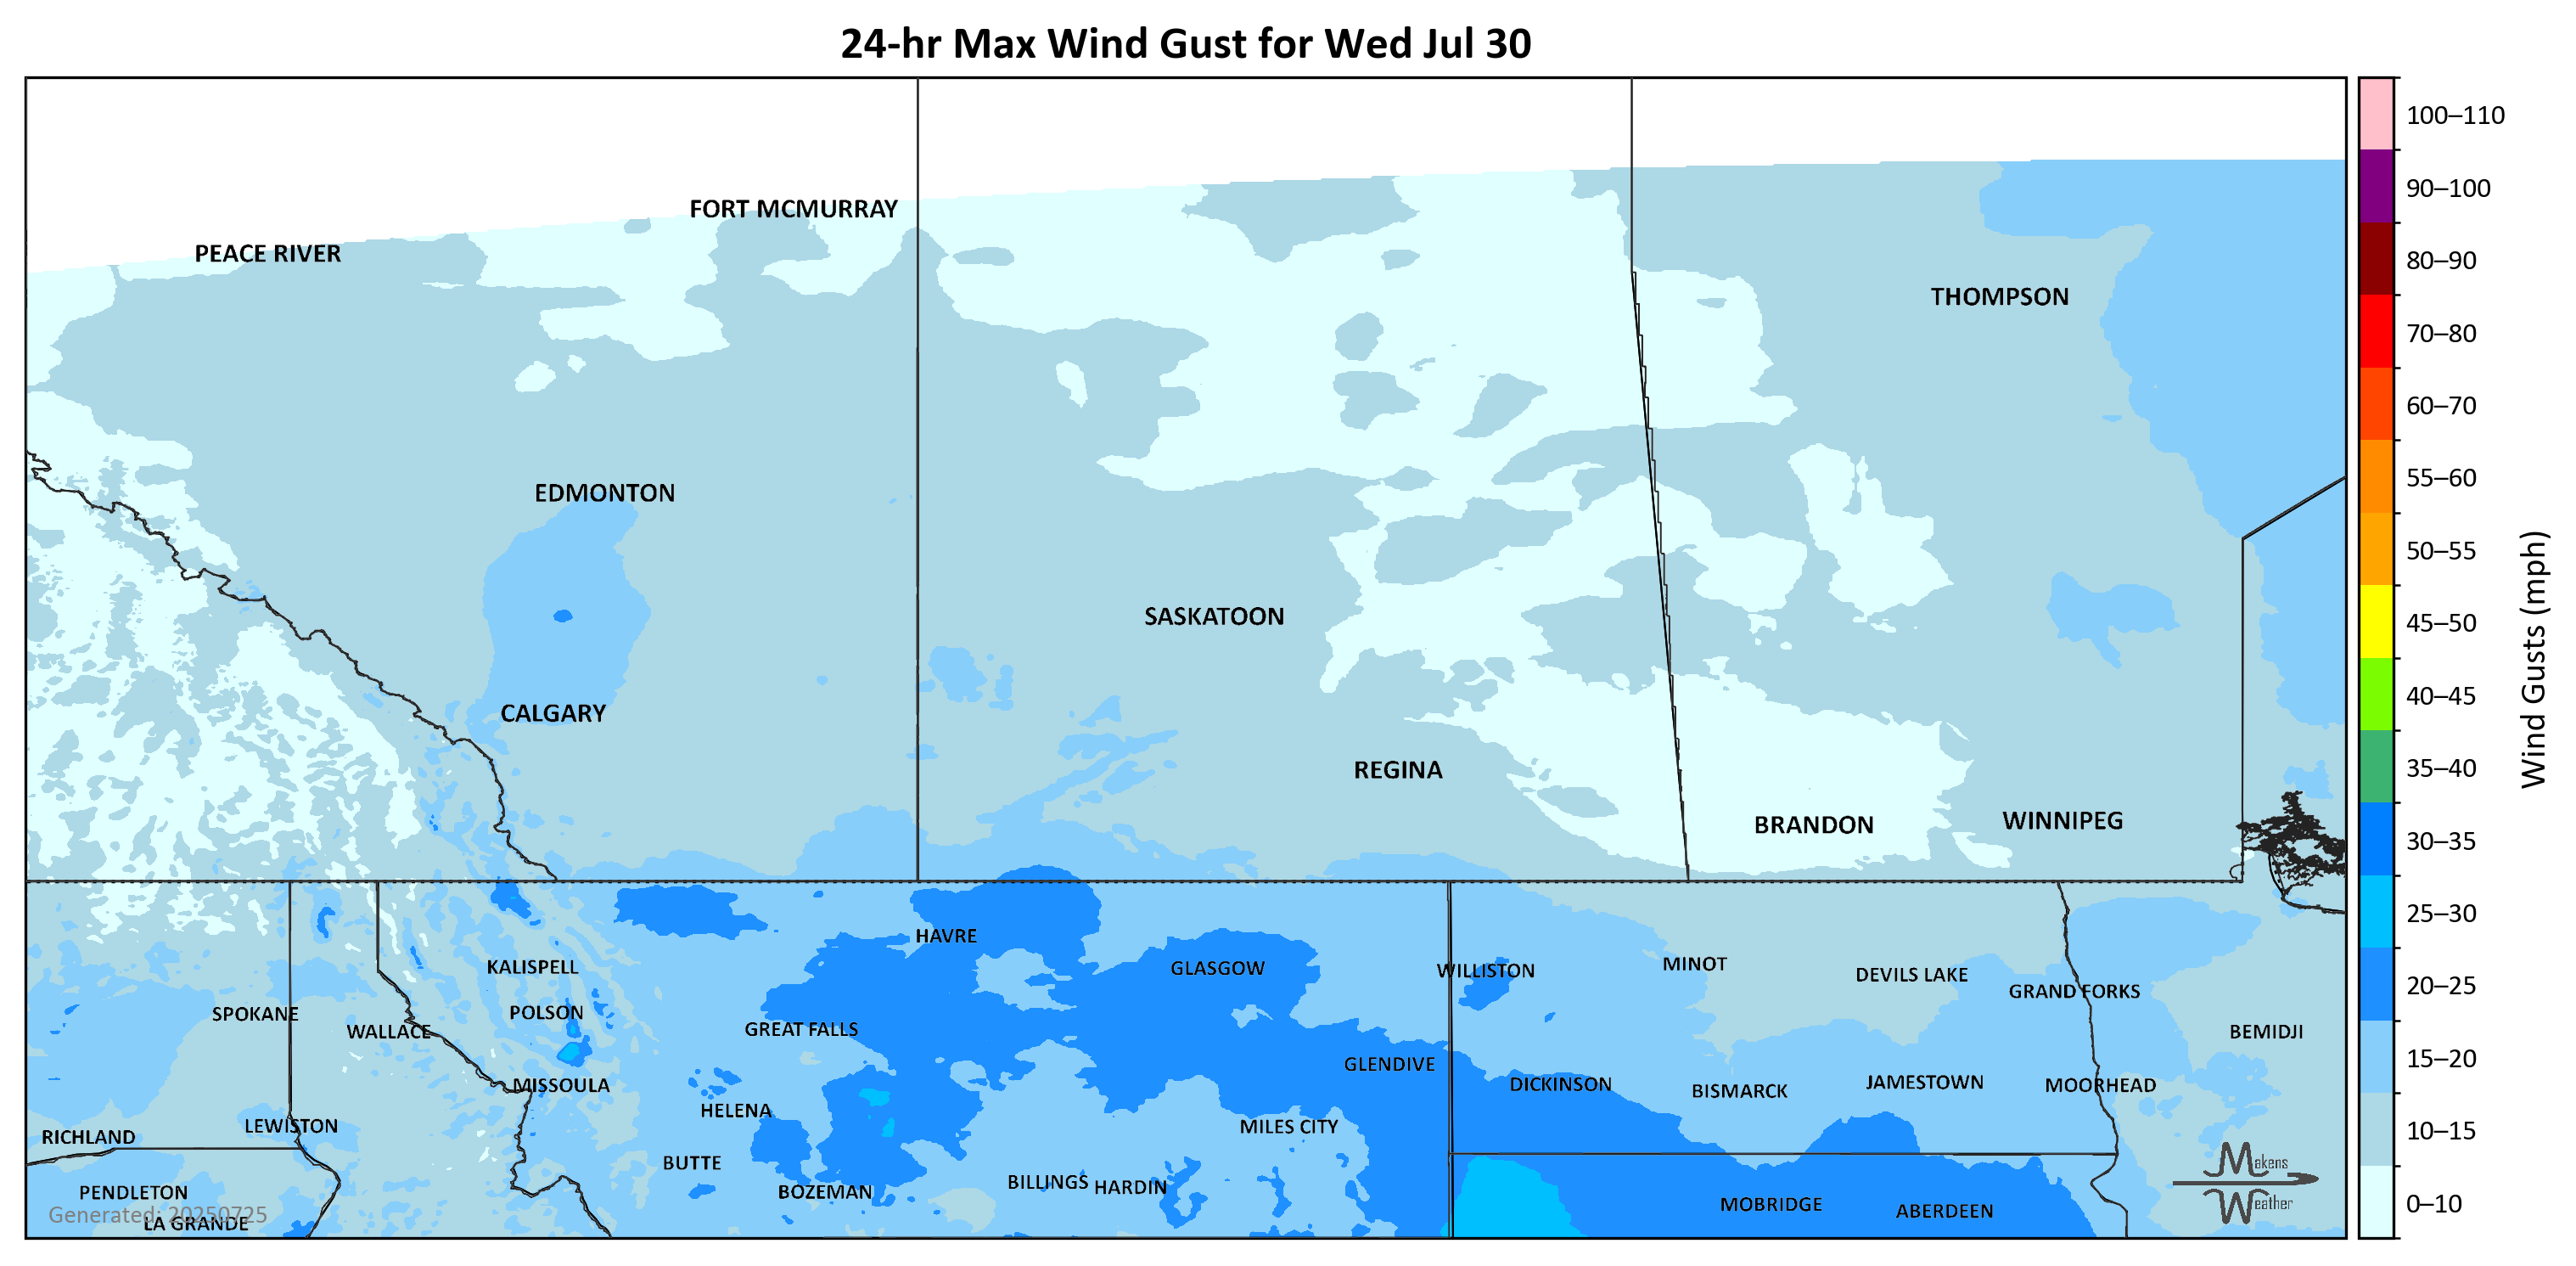 24-hr Max Wind Gust for Wed Jul 30
FORT MCMURRAY
PEACE RIVER
THOMPSON
EDMONTON
SASKATOON
CALGARY
REGINA
BRANDON
WINNIPEG
HAVRE
KALISPELL
GLASGOW
WILLISTON
MINOT
DEVILS LAKE
GRAND FORKS
SPOKANE
POLSON
WALLACE
GREAT FALLS
BEMIDJI
GLENDIVE
MISSOULA
DICKINSON
BISMARCK
JAMESTOWN
MOORHEAD
HELENA
LEWISTON
MILES CITY
RICHLAND
BUTTE
BILLINGS
HARDIN
PENDLETON
BOZEMAN
MOBRIDGE
ABERDEEN
Generated: 20250725
LA GRANDE
Makens
Weather
100–110
90–100
80–90
70–80
60–70
55–60
50–55
45–50
40–45
35–40
30–35
25–30
20–25
15–20
10–15
0–10
Wind Gusts (mph)